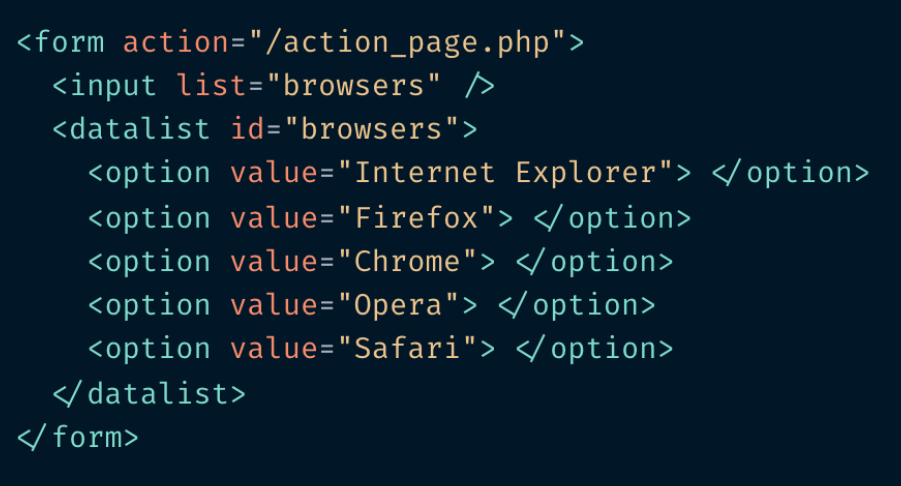 <form action="/action_page.php">
  <input list="browsers" />
  <datalist id="browsers">
    <option value="Internet Explorer"> </option>
    <option value="Firefox"> </option>
    <option value="Chrome"> </option>
    <option value="Opera"> </option>
    <option value="Safari"> </option>
  </datalist>
</form>